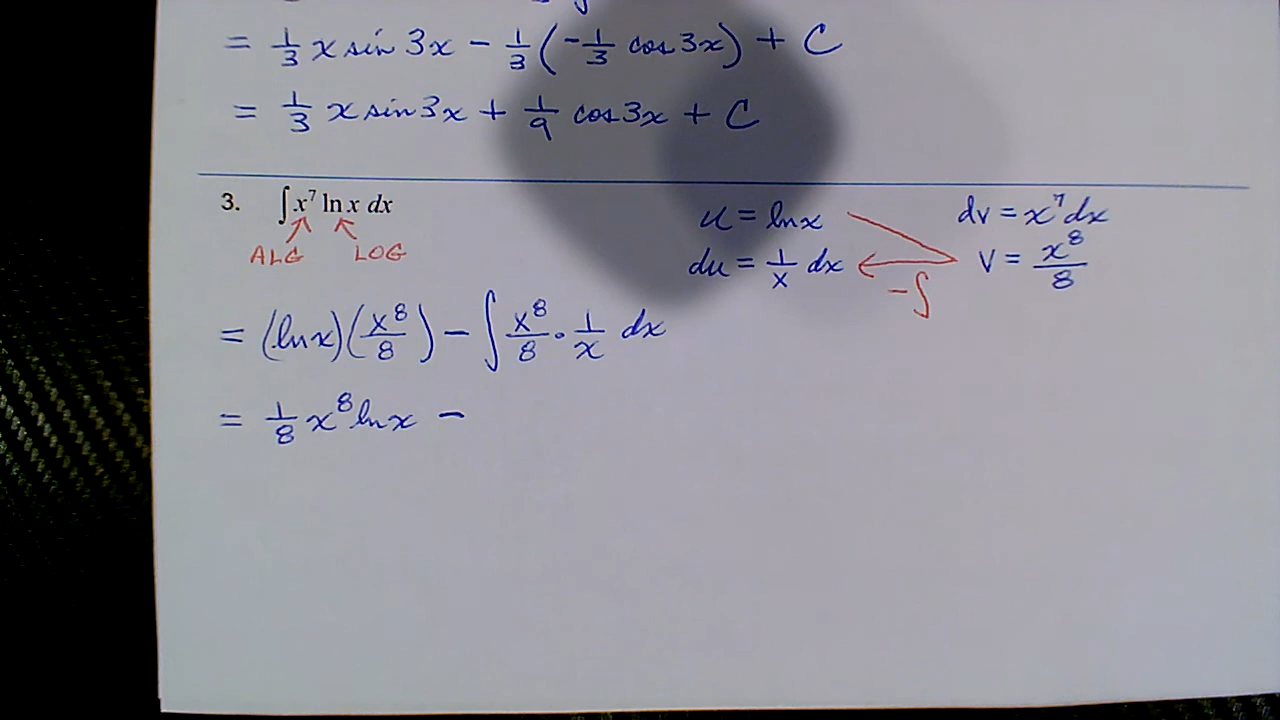 = 1/3 x sin 3x − 1/3 (−1/3 cos 3x) + C
= 1/3 x sin 3x + 1/9 cos 3x + C
3. ∫ x⁷ ln x dx
ALG LOG
u = ln x dv = x⁷ dx
du = 1/x dx v = x⁸/8
−∫
= (ln x)(x⁸/8) − ∫ x⁸/8 · 1/x dx
= 1/8 x⁸ ln x −